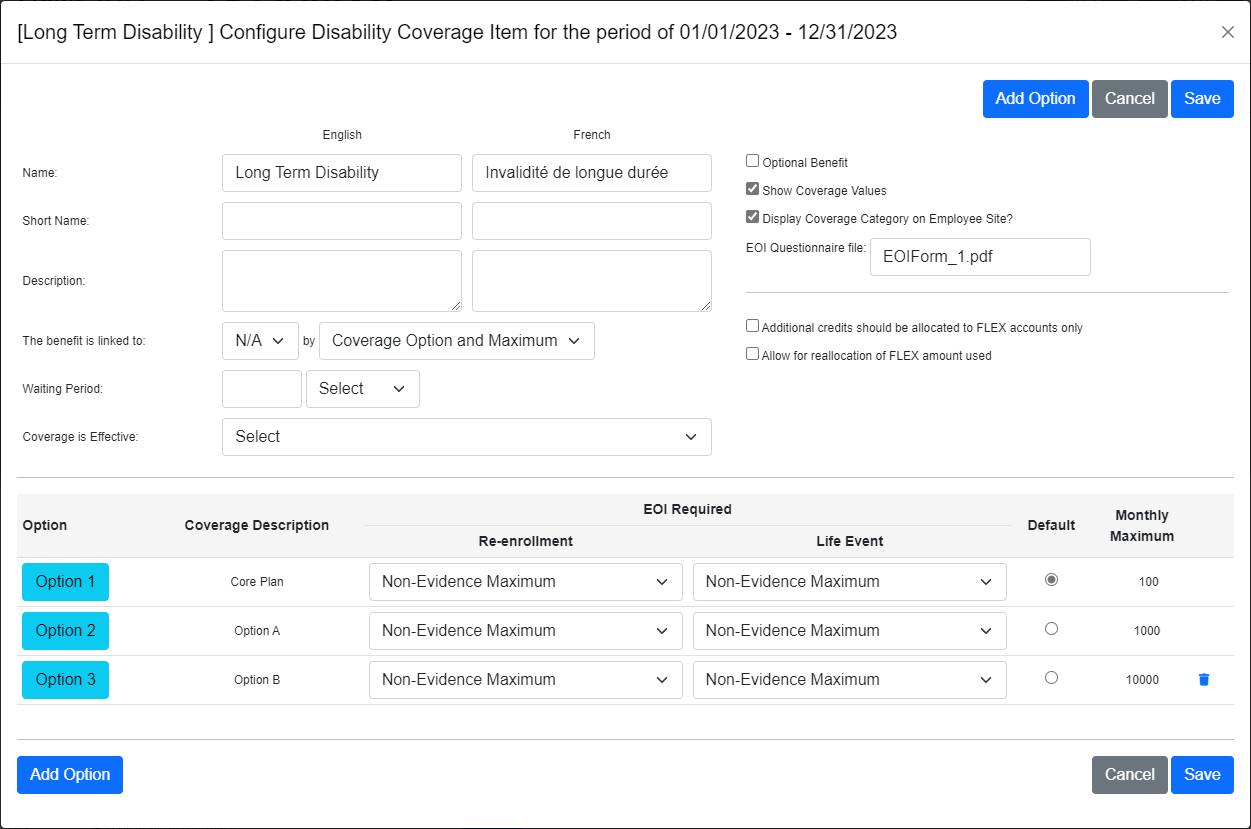 [Long Term Disability ] Configure Disability Coverage Item for the period of 01/01/2023 - 12/31/2023
Add Option Cancel Save
English French
Name: Long Term Disability Invalidité de longue durée
Short Name:
Description:
The benefit is linked to: N/A by Coverage Option and Maximum
Waiting Period: Select
Coverage is Effective: Select
Optional Benefit
Show Coverage Values
Display Coverage Category on Employee Site?
EOI Questionnaire file: EOIForm_1.pdf
Additional credits should be allocated to FLEX accounts only
Allow for reallocation of FLEX amount used
Option Coverage Description EOI Required Default Monthly Maximum
Re-enrollment Life Event
Option 1 Core Plan Non-Evidence Maximum Non-Evidence Maximum 100
Option 2 Option A Non-Evidence Maximum Non-Evidence Maximum 1000
Option 3 Option B Non-Evidence Maximum Non-Evidence Maximum 10000
Add Option Cancel Save